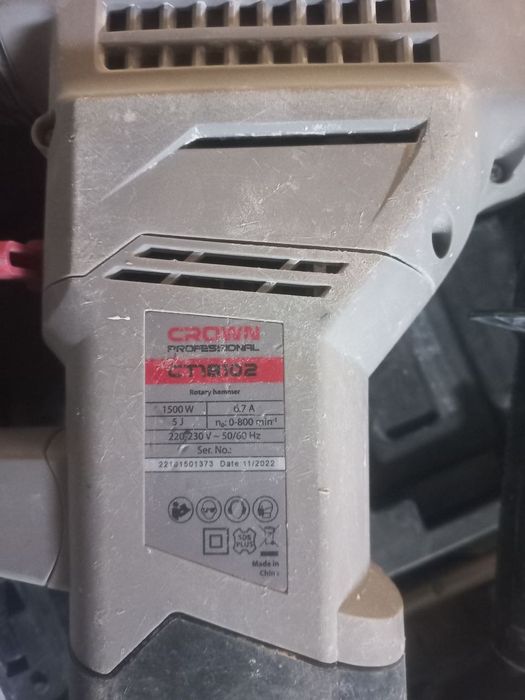 CROWN
PROFESSIONAL
CT18102
Rotary hammer
1500 W 6.7 A
5 J n₀: 0-800 min⁻¹
220-230 V ~ 50/60 Hz
Ser. No.:
22101501373 Date 11/2022
SDS
PLUS
Made in
China